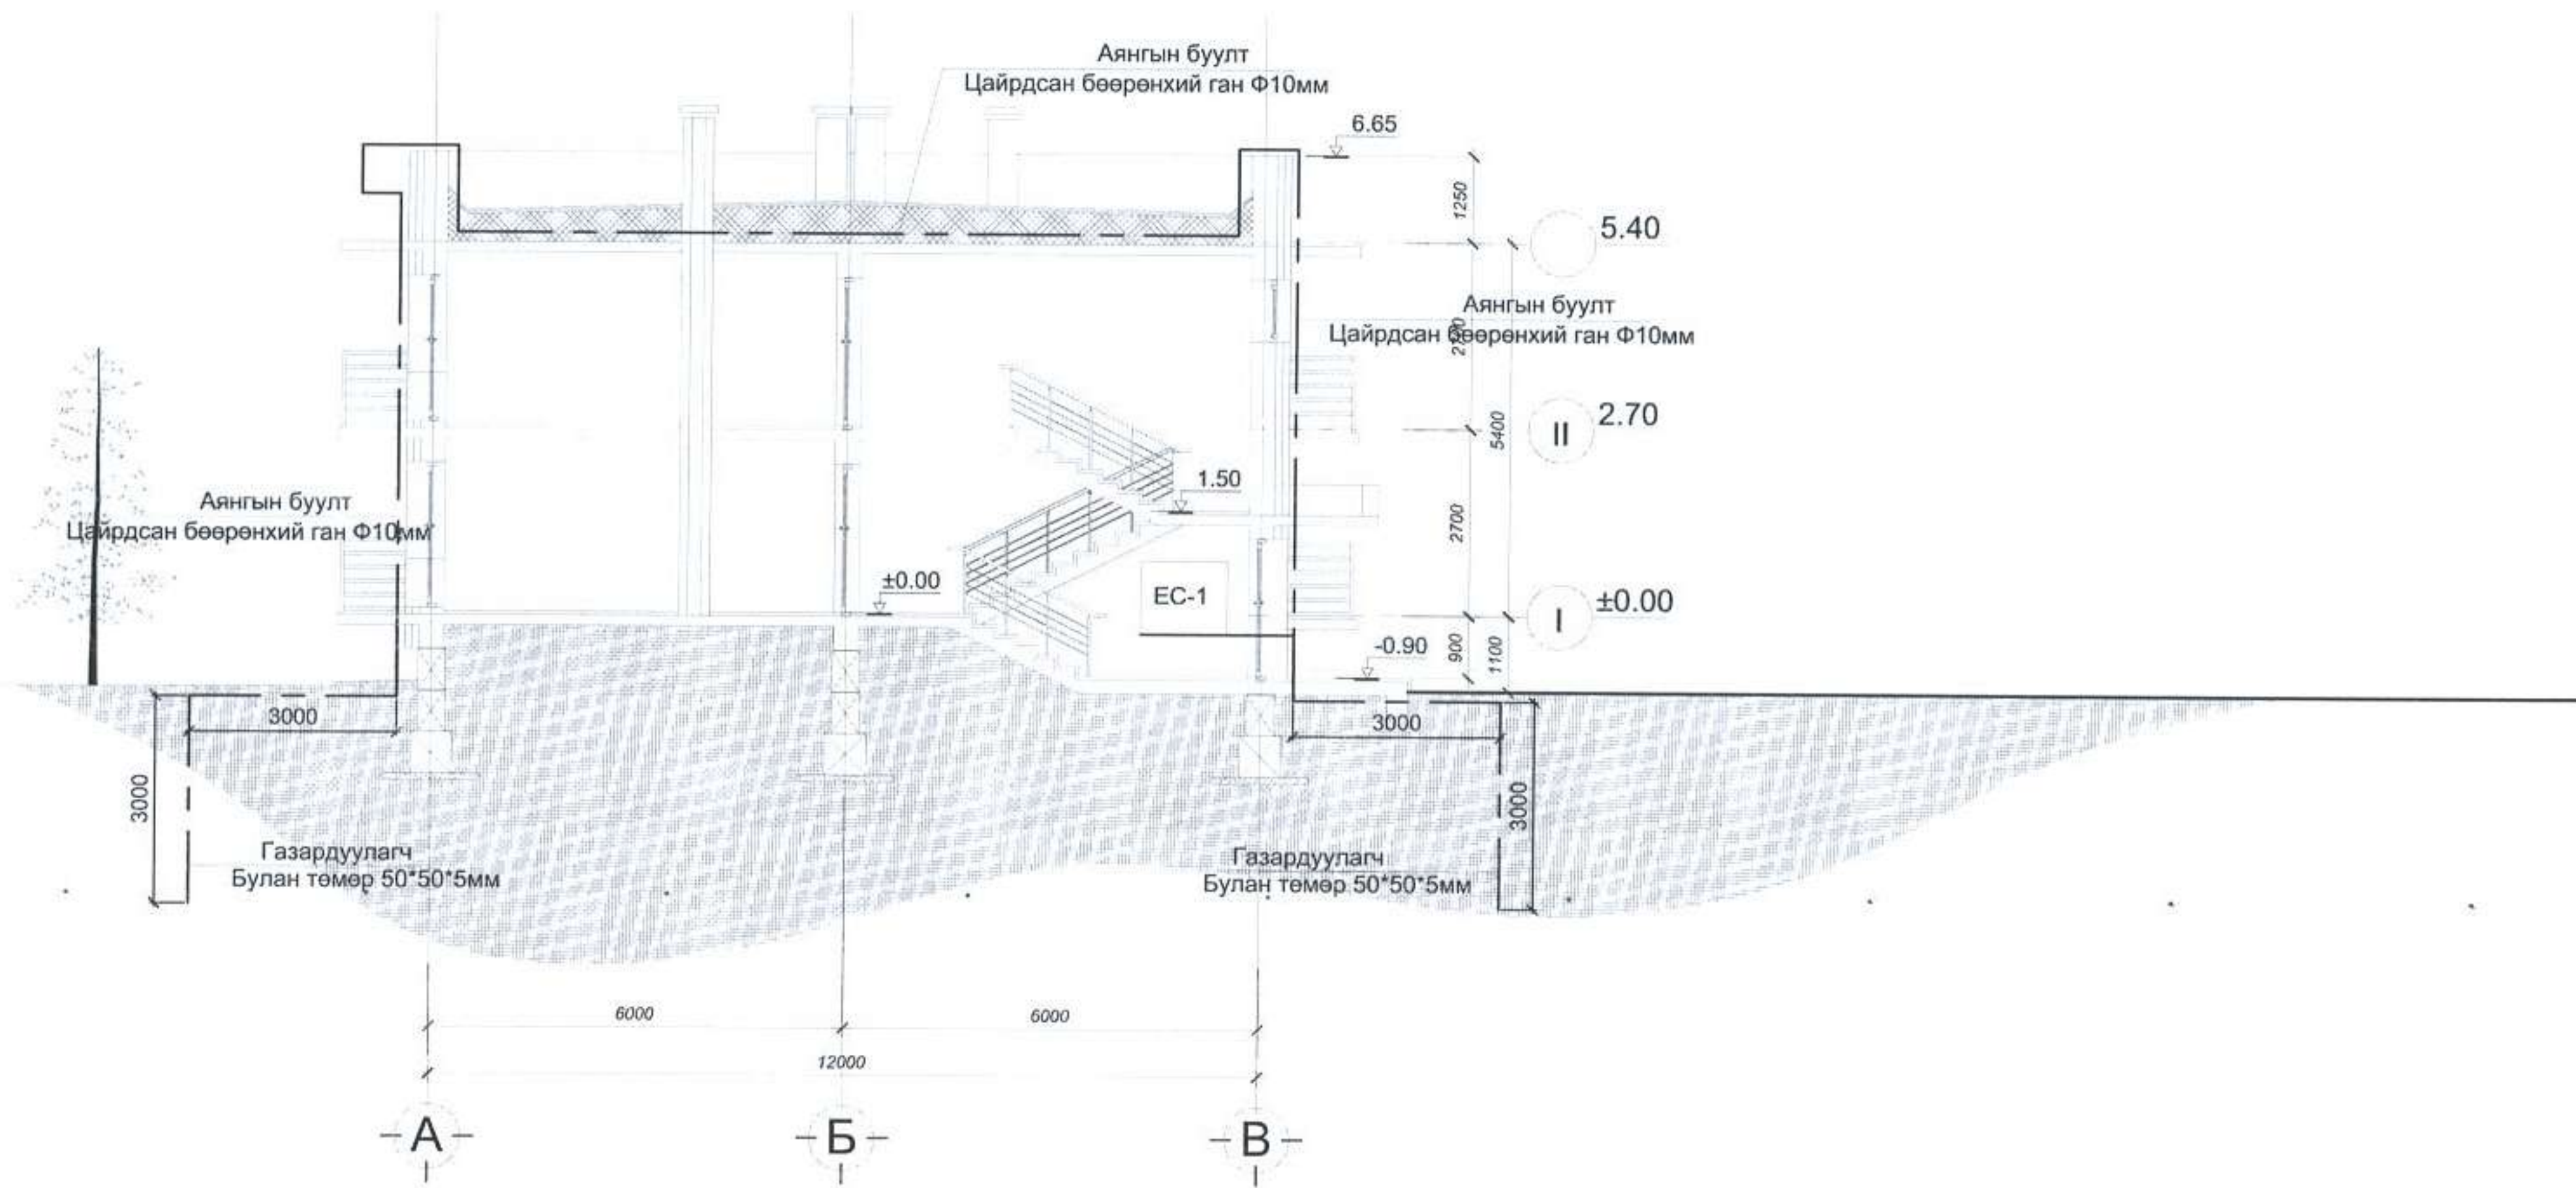 Аянгын буулт
Цайрдсан бөөрөнхий ган Ф10мм
6.65
1250
5.40
Аянгын буулт
Цайрдсан бөөрөнхий ган Ф10мм
2700
2.70
II
5400
1.50
Аянгын буулт
Цайрдсан бөөрөнхий ган Ф10мм
2700
±0.00
ЕС-1
±0.00
I
-0.90
900
1100
3000
3000
3000
3000
Газардуулагч
Булан төмөр 50*50*5мм
Газардуулагч
Булан төмөр 50*50*5мм
6000
6000
12000
А
Б
В